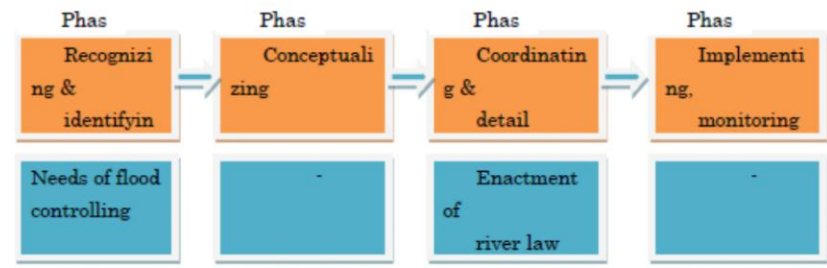 Phas Phas Phas Phas
Recognizi
ng &
identifyin
Conceptuali
zing
Coordinatin
g &
detail
Implementi
ng,
monitoring
Needs of flood
controlling
-
Enactment
of
river law
-